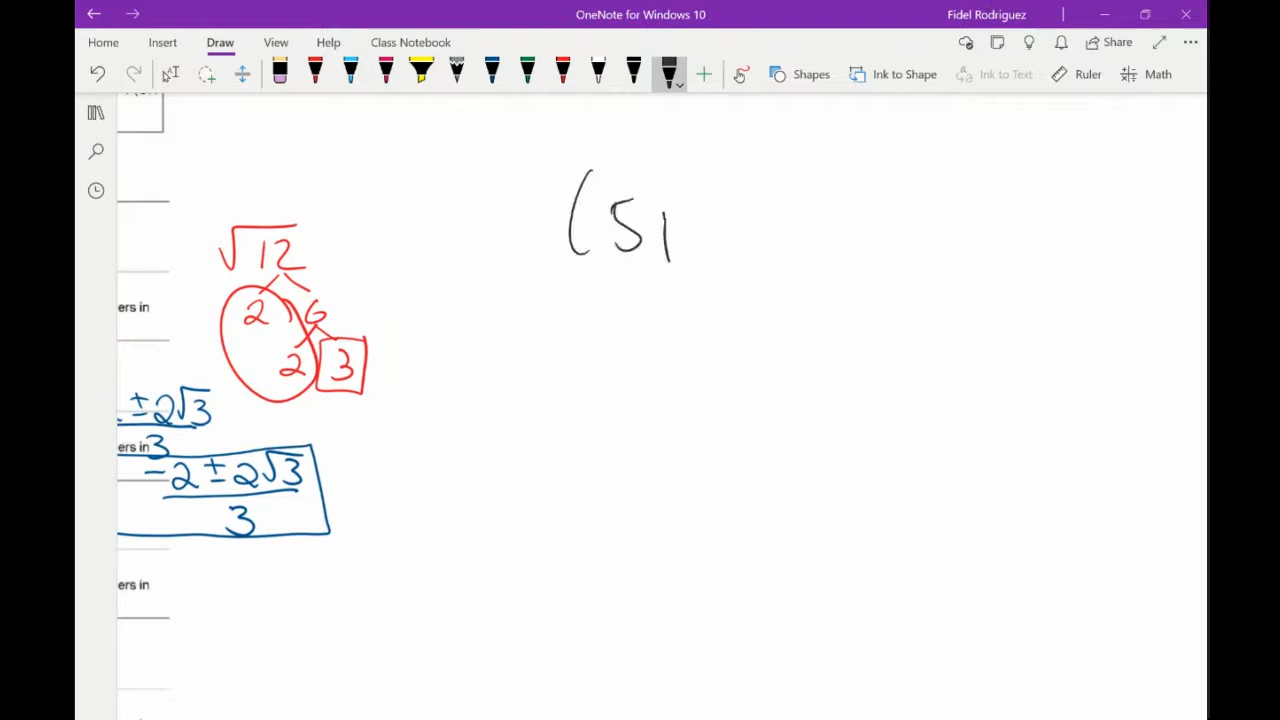 OneNote for Windows 10
Fidel Rodriguez
Home Insert Draw View Help Class Notebook
Share
Shapes Ink to Shape Ink to Text Ruler Math
(5
√12
2 6
2 3
± 2√3
3
-2 ± 2√3
3
ers in
ers in
ers in